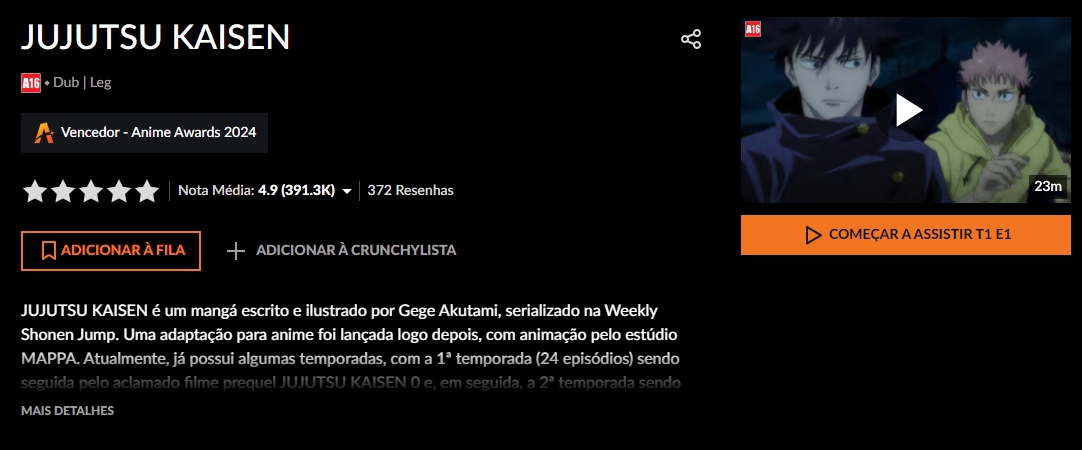 JUJUTSU KAISEN
A16 • Dub | Leg
Vencedor - Anime Awards 2024
Nota Média: 4.9 (391.3K) | 372 Resenhas
ADICIONAR À FILA
ADICIONAR À CRUNCHYLISTA
JUJUTSU KAISEN é um mangá escrito e ilustrado por Gege Akutami, serializado na Weekly
Shonen Jump. Uma adaptação para anime foi lançada logo depois, com animação pelo estúdio
MAPPA. Atualmente, já possui algumas temporadas, com a 1ª temporada (24 episódios) sendo
seguida pelo aclamado filme prequel JUJUTSU KAISEN 0 e, em seguida, a 2ª temporada sendo
MAIS DETALHES
A16
23m
COMEÇAR A ASSISTIR T1 E1